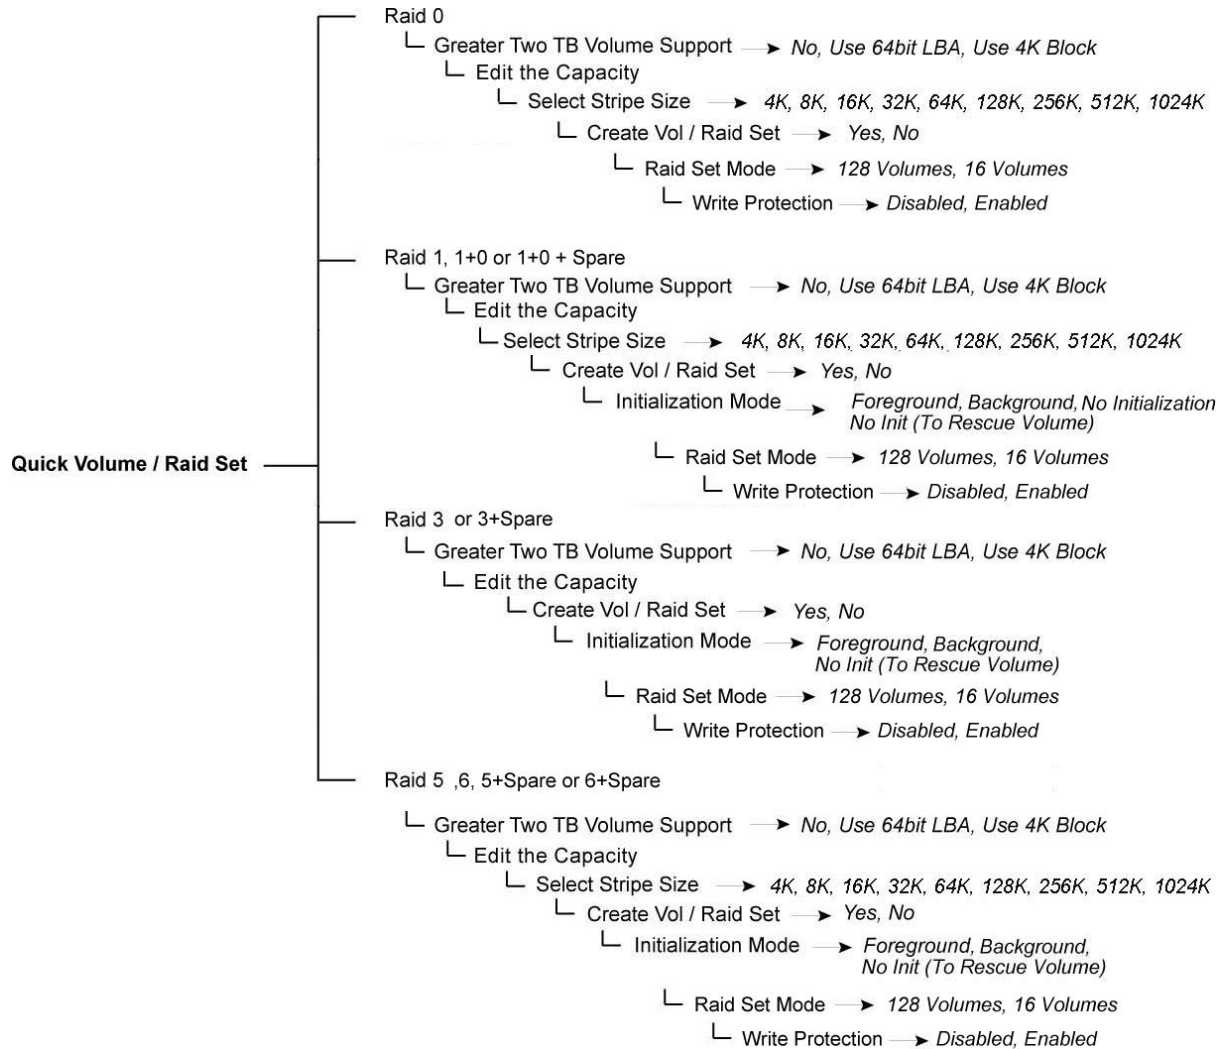 Raid 0
Greater Two TB Volume Support No, Use 64bit LBA, Use 4K Block
Edit the Capacity
Select Stripe Size 4K, 8K, 16K, 32K, 64K, 128K, 256K, 512K, 1024K
Create Vol / Raid Set Yes, No
Raid Set Mode 128 Volumes, 16 Volumes
Write Protection Disabled, Enabled
Raid 1, 1+0 or 1+0 + Spare
Greater Two TB Volume Support No, Use 64bit LBA, Use 4K Block
Edit the Capacity
Select Stripe Size 4K, 8K, 16K, 32K, 64K, 128K, 256K, 512K, 1024K
Create Vol / Raid Set Yes, No
Initialization Mode Foreground, Background, No Initialization
No Init (To Rescue Volume)
Raid Set Mode 128 Volumes, 16 Volumes
Quick Volume / Raid Set
Write Protection Disabled, Enabled
Raid 3 or 3+Spare
Greater Two TB Volume Support No, Use 64bit LBA, Use 4K Block
Edit the Capacity
Create Vol / Raid Set Yes, No
Initialization Mode Foreground, Background,
No Init (To Rescue Volume)
Raid Set Mode 128 Volumes, 16 Volumes
Write Protection Disabled, Enabled
Raid 5 ,6, 5+Spare or 6+Spare
Greater Two TB Volume Support No, Use 64bit LBA, Use 4K Block
Edit the Capacity
Select Stripe Size 4K, 8K, 16K, 32K, 64K, 128K, 256K, 512K, 1024K
Create Vol / Raid Set Yes, No
Initialization Mode Foreground, Background,
No Init (To Rescue Volume)
Raid Set Mode 128 Volumes, 16 Volumes
Write Protection Disabled, Enabled